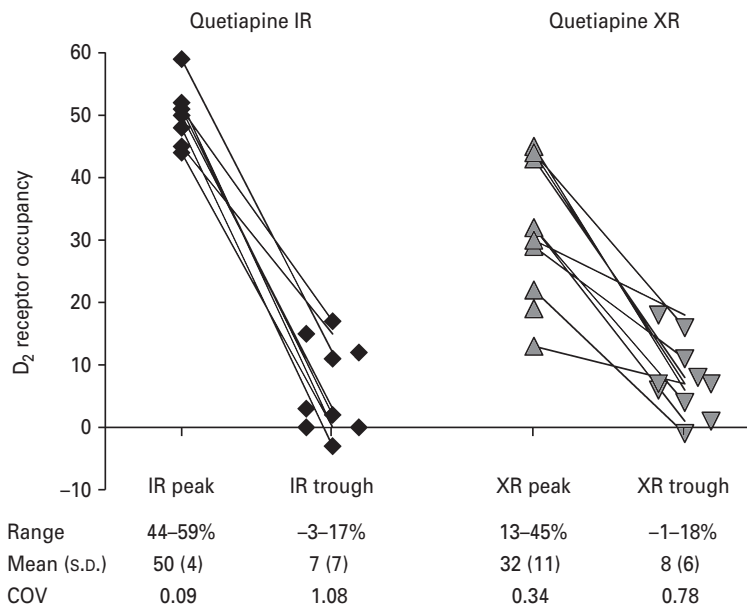 Quetiapine IR Quetiapine XR
60
50
40
30
20
10
0
–10
D₂ receptor occupancy
IR peak IR trough XR peak XR trough
Range 44–59% –3–17% 13–45% –1–18%
Mean (S.D.) 50 (4) 7 (7) 32 (11) 8 (6)
COV 0.09 1.08 0.34 0.78